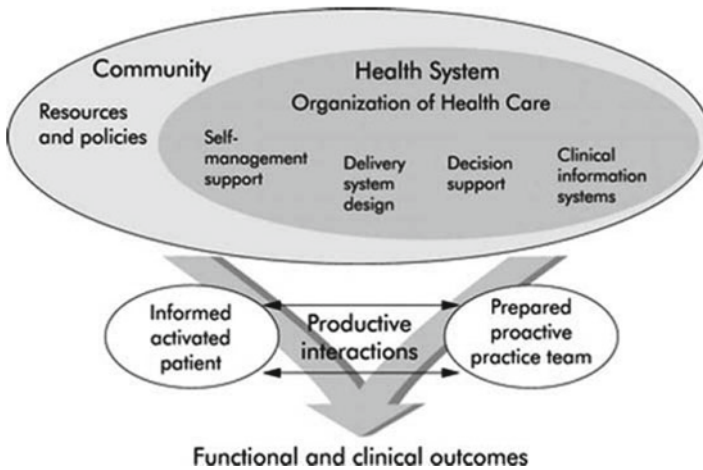 Community
Health System
Organization of Health Care
Resources
and policies
Self-
management
support
Delivery
system
design
Decision
support
Clinical
information
systems
Informed
activated
patient
Productive
interactions
Prepared
proactive
practice team
Functional and clinical outcomes